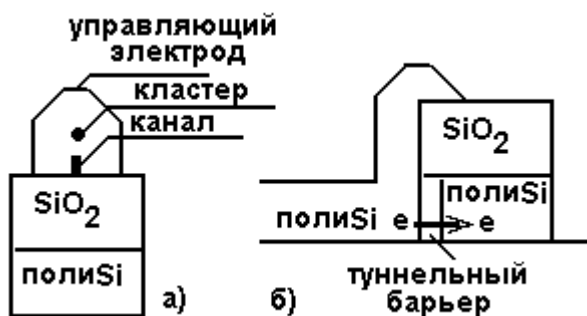 управляющий
электрод
кластер
канал
SiO2
полиSi
а)
SiO2
полиSi
полиSi
e
e
туннельный
барьер
б)